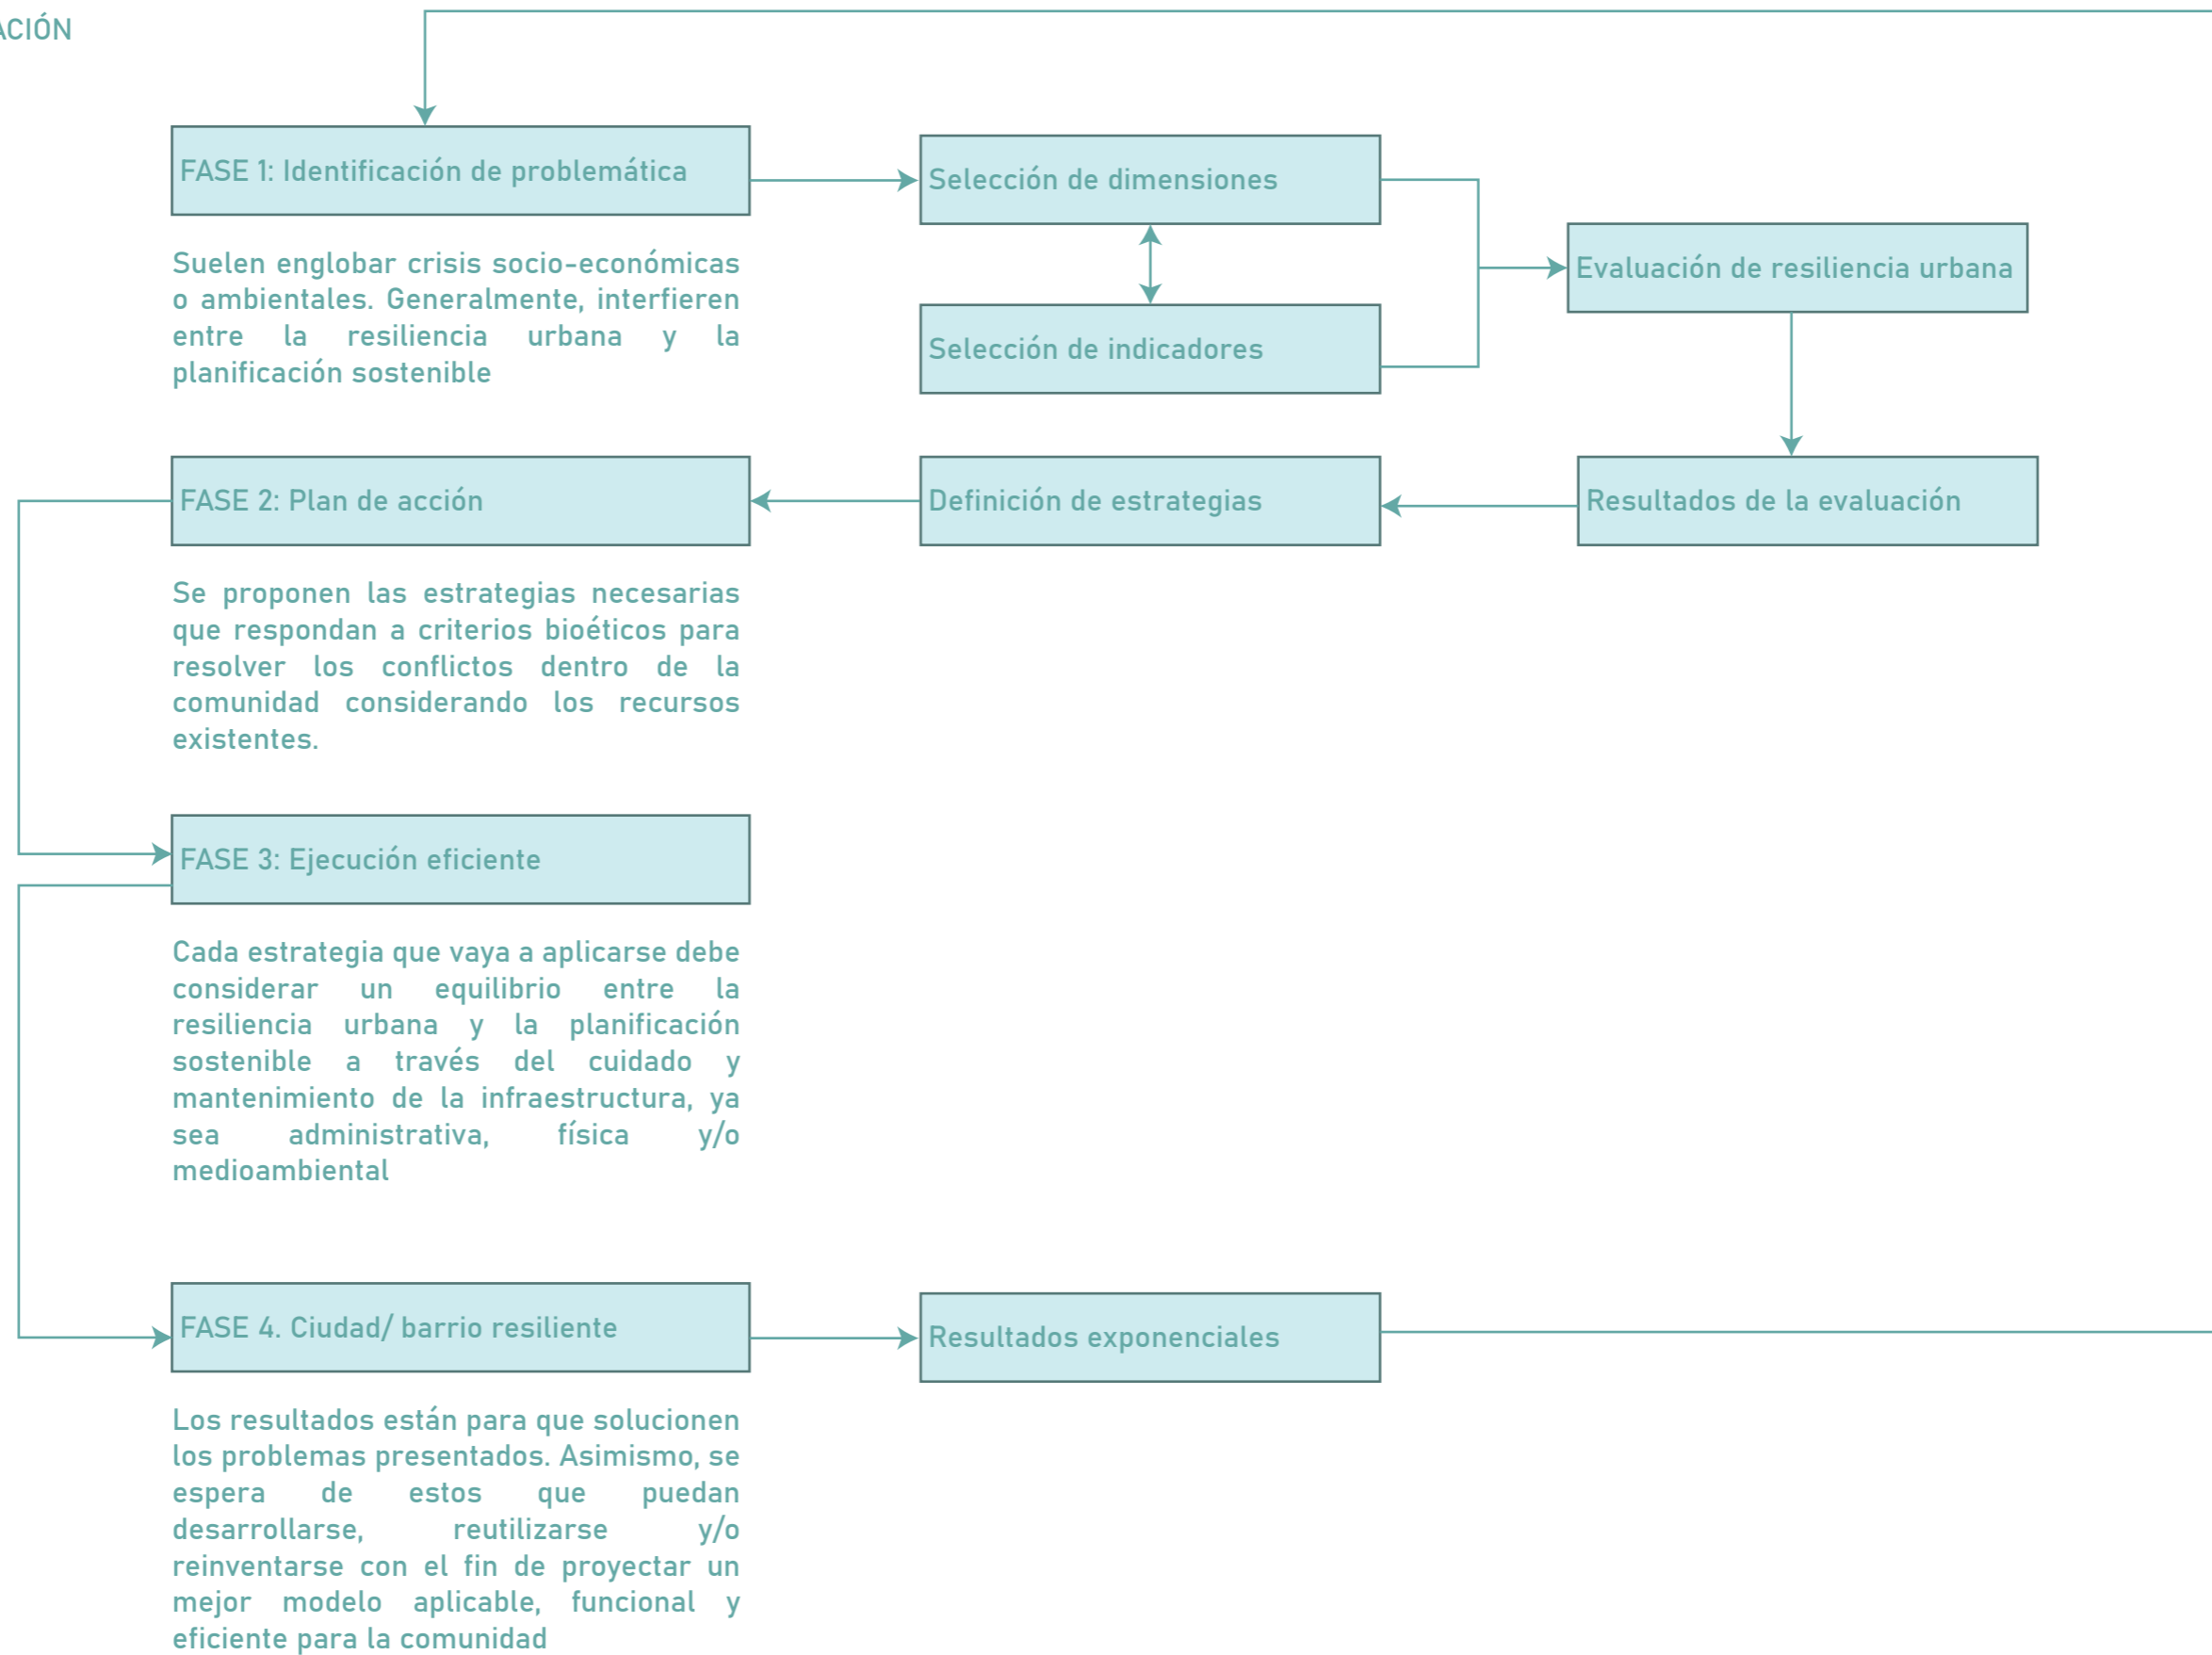 ACIÓN
FASE 1: Identificación de problemática
Selección de dimensiones
Evaluación de resiliencia urbana
Suelen englobar crisis socio-económicas
o ambientales. Generalmente, interfieren
entre la resiliencia urbana y la
planificación sostenible
Selección de indicadores
FASE 2: Plan de acción
Definición de estrategias
Resultados de la evaluación
Se proponen las estrategias necesarias
que respondan a criterios bioéticos para
resolver los conflictos dentro de la
comunidad considerando los recursos
existentes.
FASE 3: Ejecución eficiente
Cada estrategia que vaya a aplicarse debe
considerar un equilibrio entre la
resiliencia urbana y la planificación
sostenible a través del cuidado y
mantenimiento de la infraestructura, ya
sea administrativa, física y/o
medioambiental
FASE 4. Ciudad/ barrio resiliente
Resultados exponenciales
Los resultados están para que solucionen
los problemas presentados. Asimismo, se
espera de estos que puedan
desarrollarse, reutilizarse y/o
reinventarse con el fin de proyectar un
mejor modelo aplicable, funcional y
eficiente para la comunidad